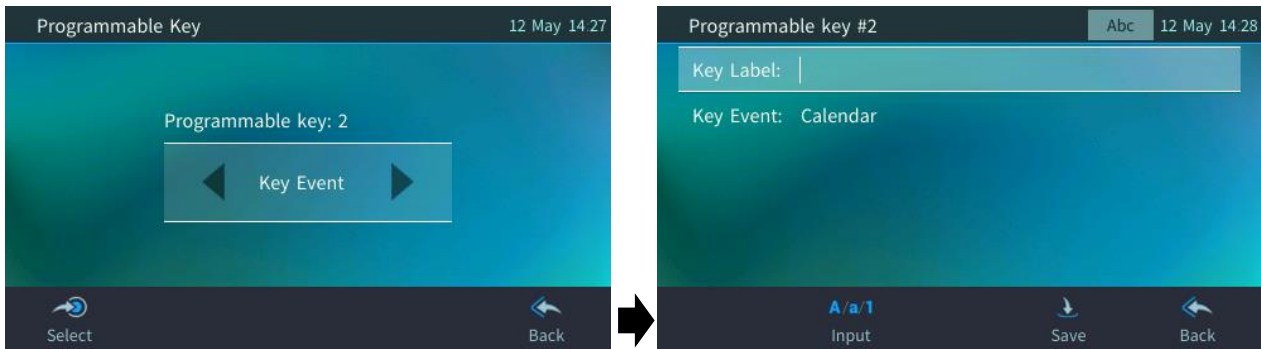 Programmable Key 12 May 14:27
Programmable key: 2
Key Event
Select Back
Programmable key #2 Abc 12 May 14:28
Key Label:
Key Event: Calendar
A/a/1
Input Save Back